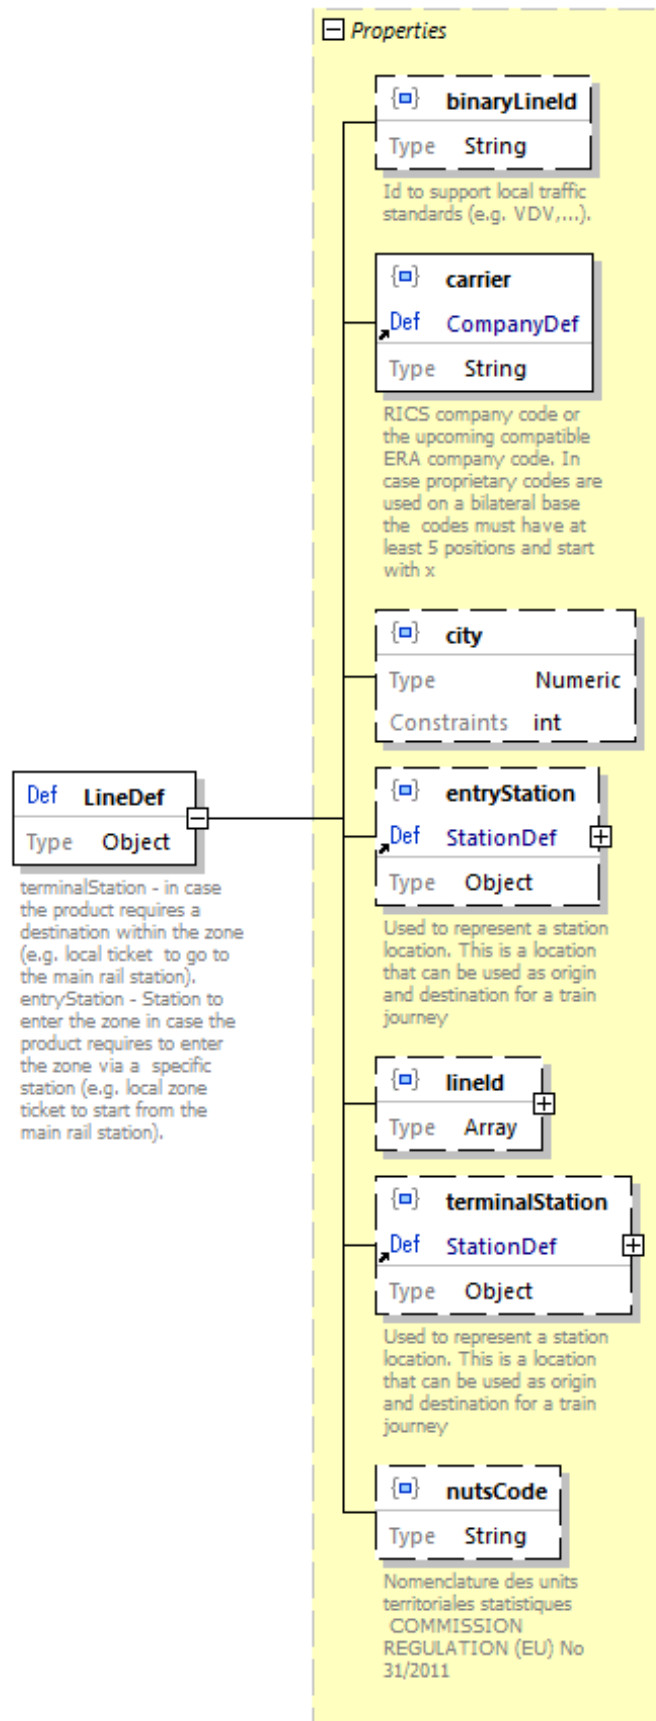 Properties
binaryLineId
Type String
Id to support local traffic
standards (e.g. VDV,...).
carrier
Def CompanyDef
Type String
RICS company code or
the upcoming compatible
ERA company code. In
case proprietary codes are
used on a bilateral base
the codes must have at
least 5 positions and start
with x
city
Type Numeric
Constraints int
Def LineDef
Type Object
terminalStation - in case
the product requires a
destination within the zone
(e.g. local ticket to go to
the main rail station).
entryStation - Station to
enter the zone in case the
product requires to enter
the zone via a specific
station (e.g. local zone
ticket to start from the
main rail station).
entryStation
Def StationDef
Type Object
Used to represent a station
location. This is a location
that can be used as origin
and destination for a train
journey
lineId
Type Array
terminalStation
Def StationDef
Type Object
Used to represent a station
location. This is a location
that can be used as origin
and destination for a train
journey
nutsCode
Type String
Nomenclature des units
territoriales statistiques
COMMISSION
REGULATION (EU) No
31/2011